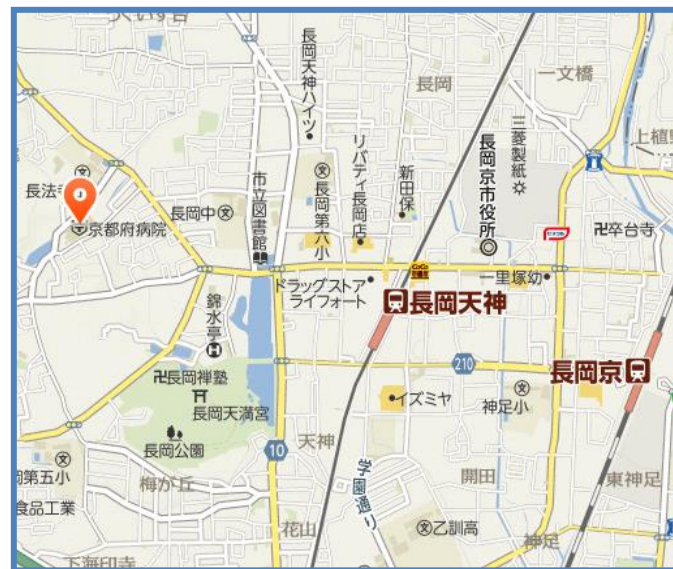 長岡
一文橋
上植野
長岡天神ハイツ
リバティ長岡店
新田保
長岡京市役所
三菱製紙
長法寺
京都府病院
長岡中
市立図書館
長岡第六小
卍卒台寺
ドラッグストア
ライフォート
CoCo
壱番屋
一里塚幼
長岡天神
錦水亭
H
卍長岡禅塾
長岡天満宮
長岡公園
210
長岡京
イズミヤ
神足小
10
天神
学園通り
開田
東神足
岡第五小
梅が丘
食品工業
花山
乙訓高
神足
下海印寺